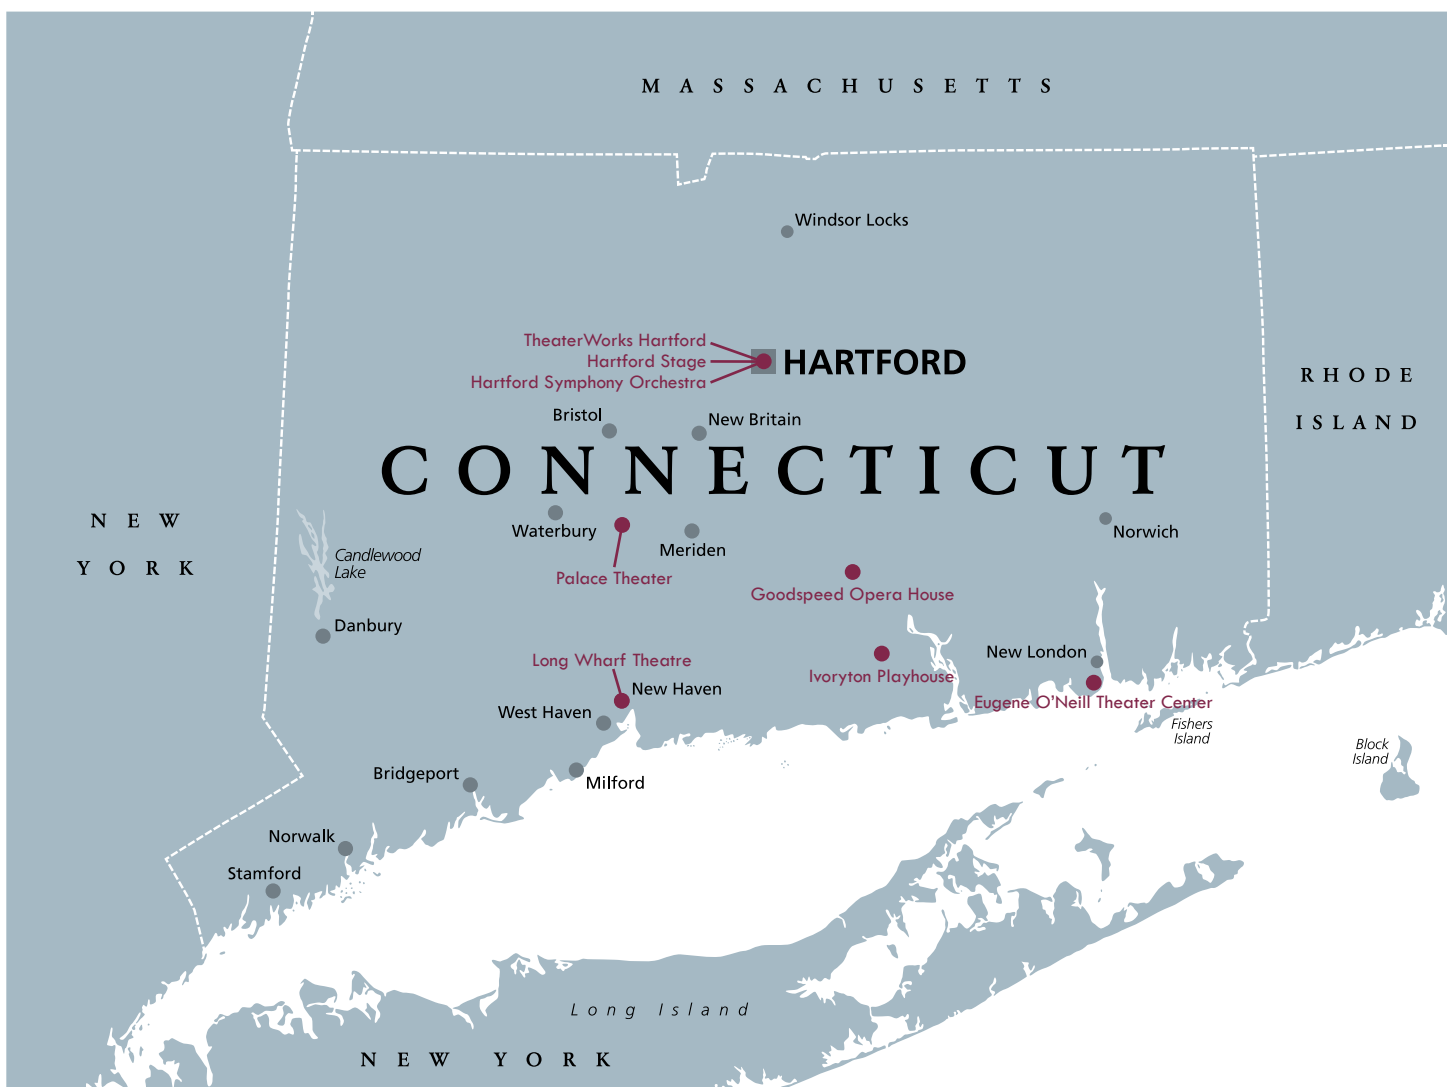 MASSACHUSETTS
Windsor Locks
TheaterWorks Hartford
Hartford Stage
HARTFORD
Hartford Symphony Orchestra
RHODE
ISLAND
Bristol
New Britain
CONNECTICUT
NEW
YORK
Waterbury
Meriden
Norwich
Candlewood
Lake
Palace Theater
Goodspeed Opera House
Danbury
New London
Long Wharf Theatre
Ivoryton Playhouse
New Haven
Eugene O’Neill Theater Center
West Haven
Fishers
Island
Block
Island
Bridgeport
Milford
Norwalk
Stamford
Long Island
NEW YORK